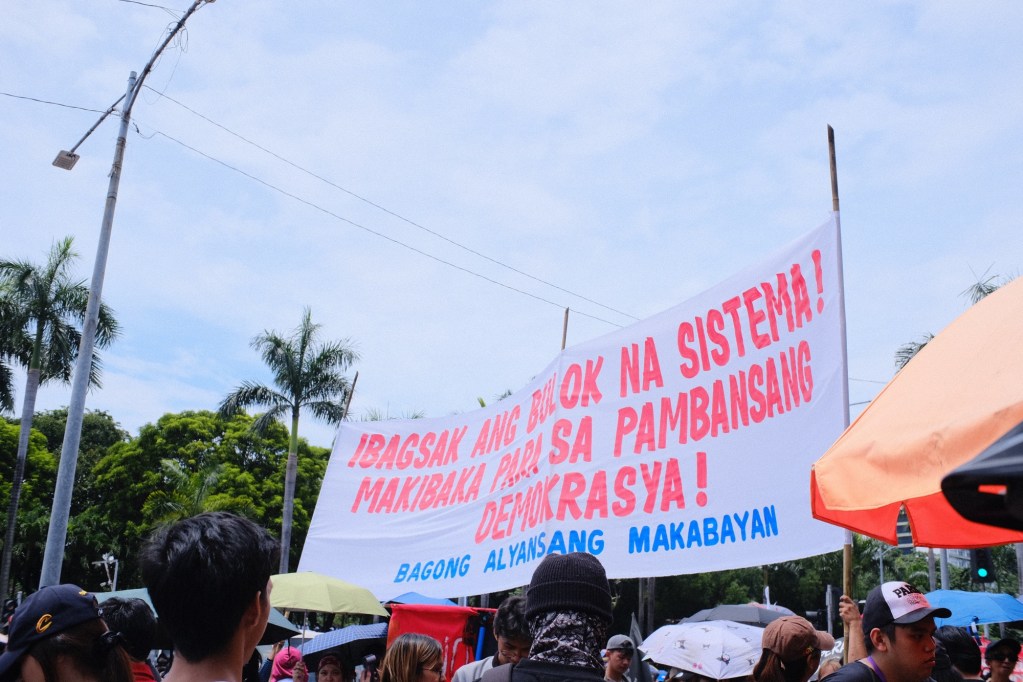 IBAGSAK ANG BULOK NA SISTEMA!
MAKIBAKA PARA SA PAMBANSANG
DEMOKRASYA!
BAGONG ALYANSANG MAKABAYAN